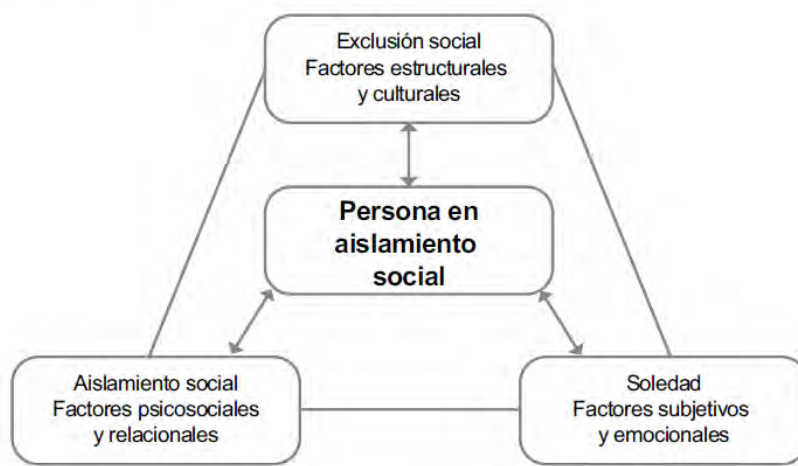 Exclusión social
Factores estructurales
y culturales
Persona en
aislamiento
social
Aislamiento social
Factores psicosociales
y relacionales
Soledad
Factores subjetivos
y emocionales